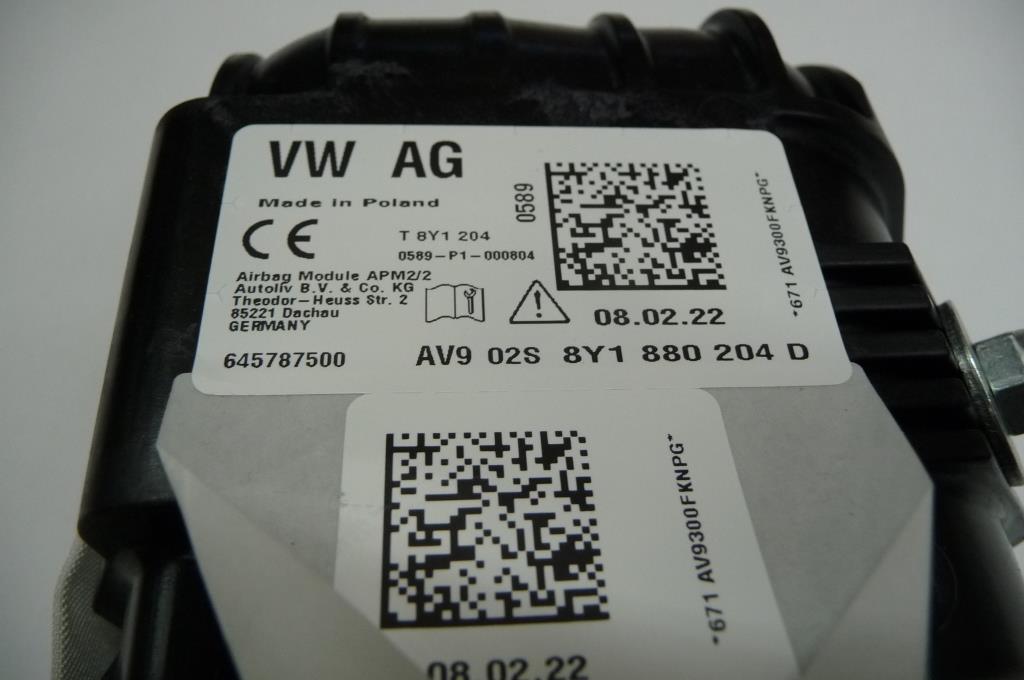 VW AG
Made in Poland
CE
T 8Y1 204
0589-P1-000804
0589
Airbag Module APM2/2
Autoliv B.V. & Co. KG
Theodor-Heuss Str. 2
85221 Dachau
GERMANY
08.02.22
645787500
AV9 02S 8Y1 880 204 D
*671 AV9300FKNPG*
*671 AV9300FKNPG*
08.02.22